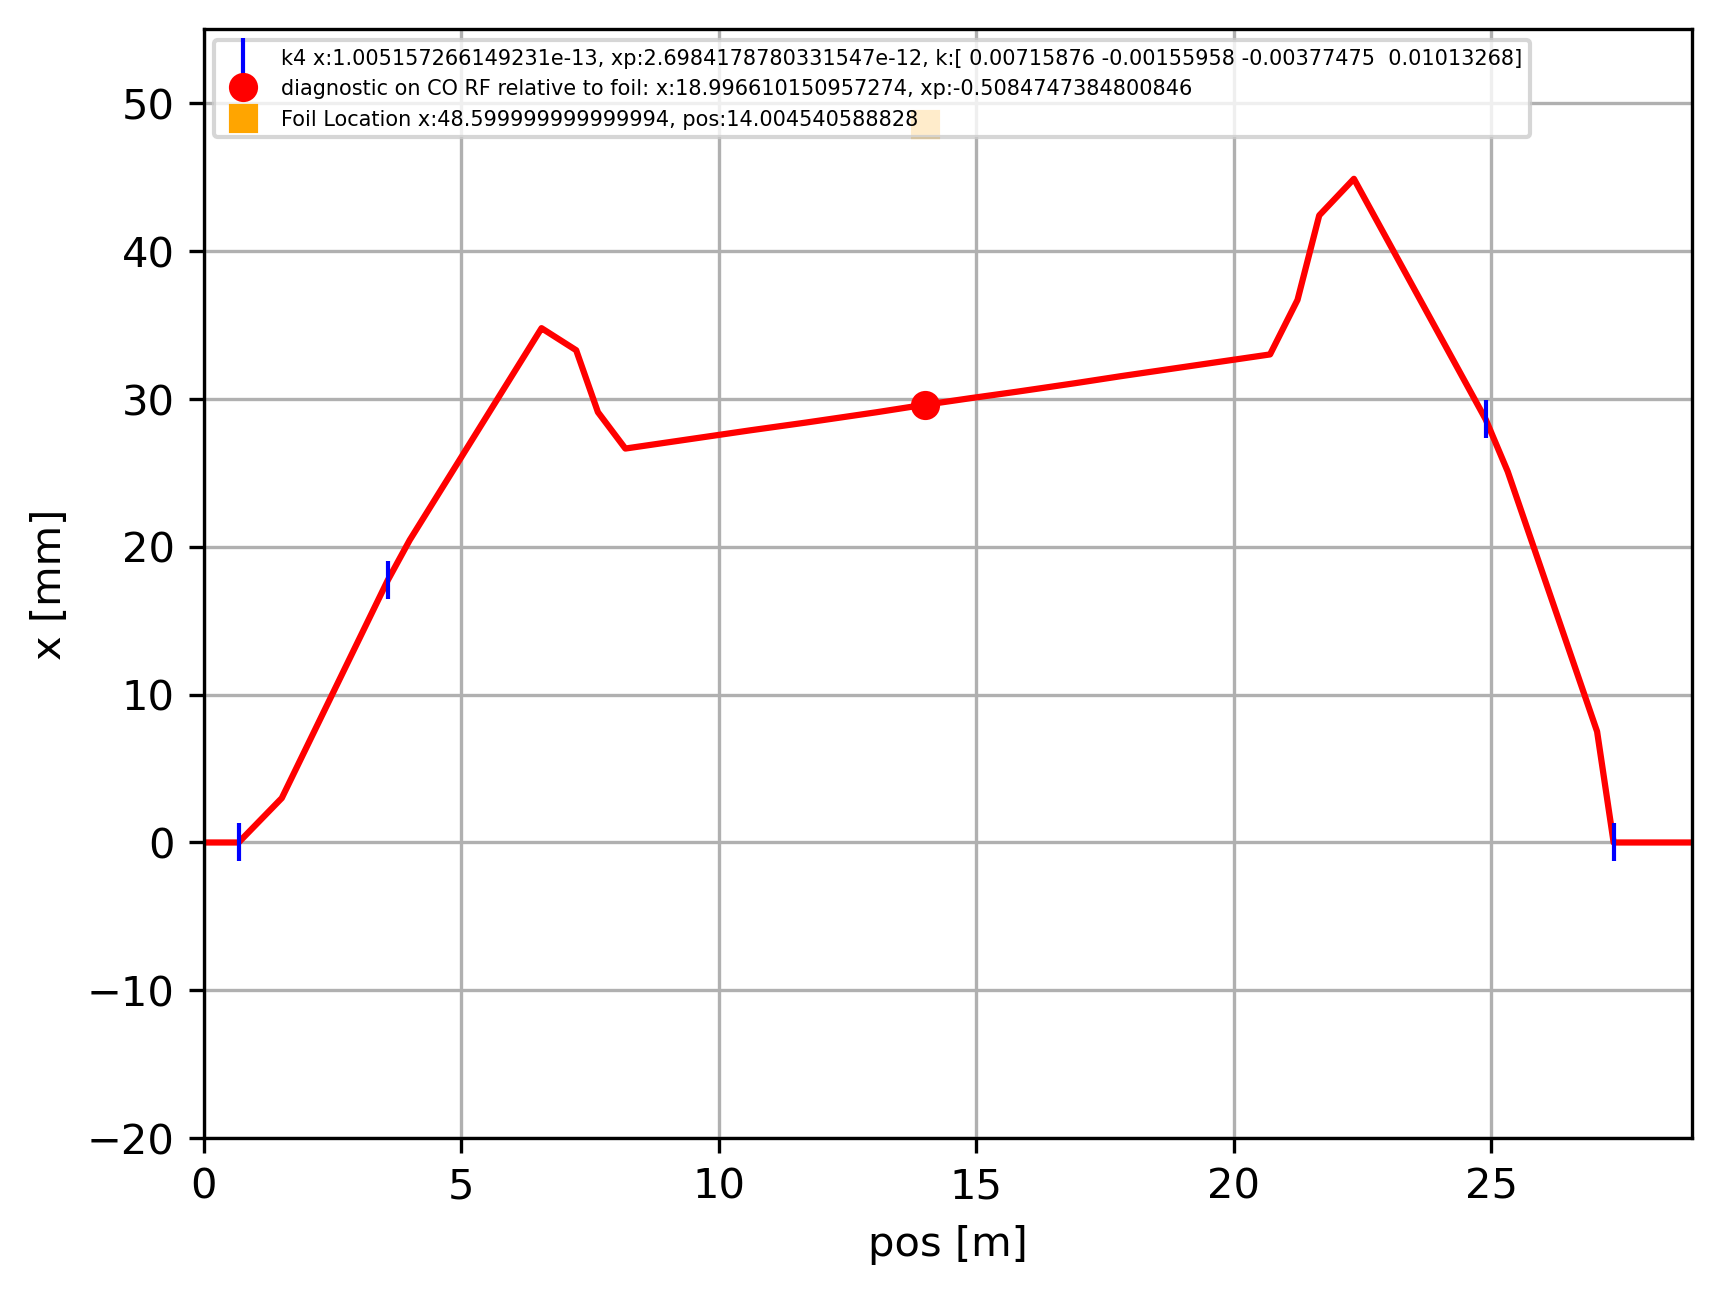 k4 x:1.005157266149231e-13, xp:2.6984178780331547e-12, k:[ 0.00715876 -0.00155958 -0.00377475  0.01013268]
diagnostic on CO RF relative to foil: x:18.996610150957274, xp:-0.5084747384800846
Foil Location x:48.599999999999994, pos:14.004540588828
50
40
30
20
10
0
−10
−20
x [mm]
0 5 10 15 20 25
pos [m]